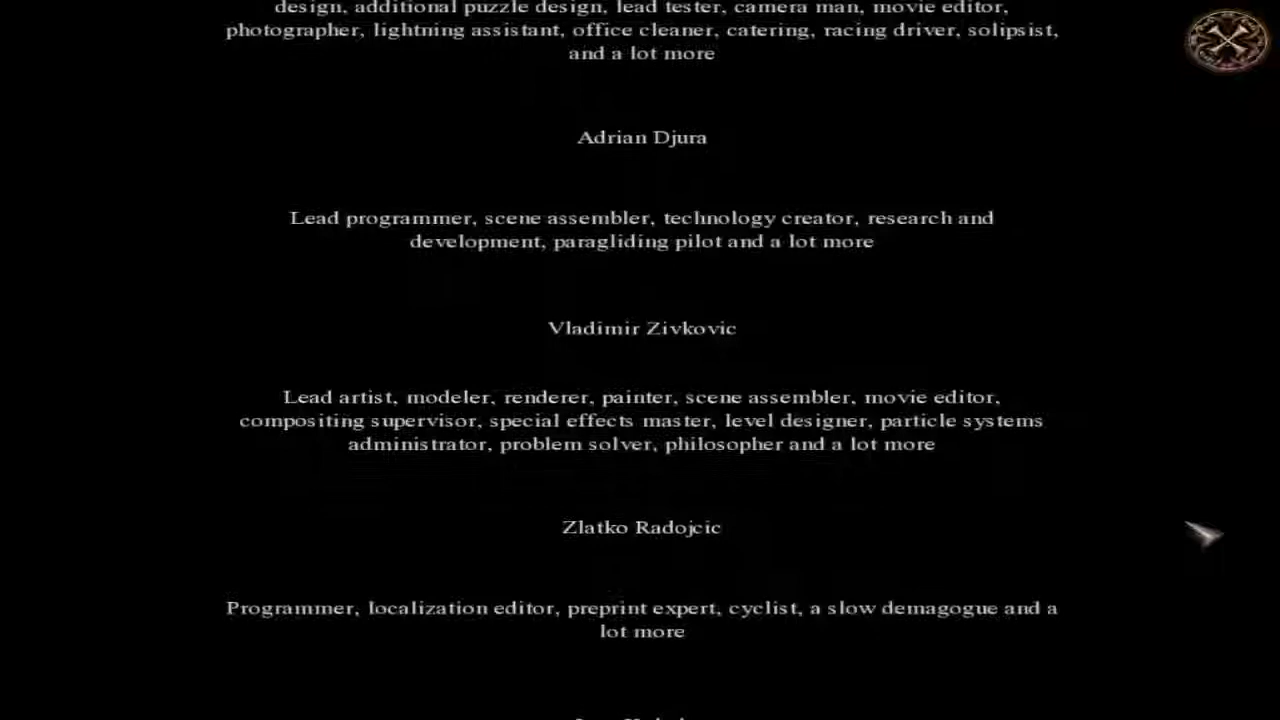 design, additional puzzle design, lead tester, camera man, movie editor,
photographer, lightning assistant, office cleaner, catering, racing driver, solipsist,
and a lot more
Adrian Djura
Lead programmer, scene assembler, technology creator, research and
development, paragliding pilot and a lot more
Vladimir Zivkovic
Lead artist, modeler, renderer, painter, scene assembler, movie editor,
compositing supervisor, special effects master, level designer, particle systems
administrator, problem solver, philosopher and a lot more
Zlatko Radojcic
Programmer, localization editor, preprint expert, cyclist, a slow demagogue and a
lot more